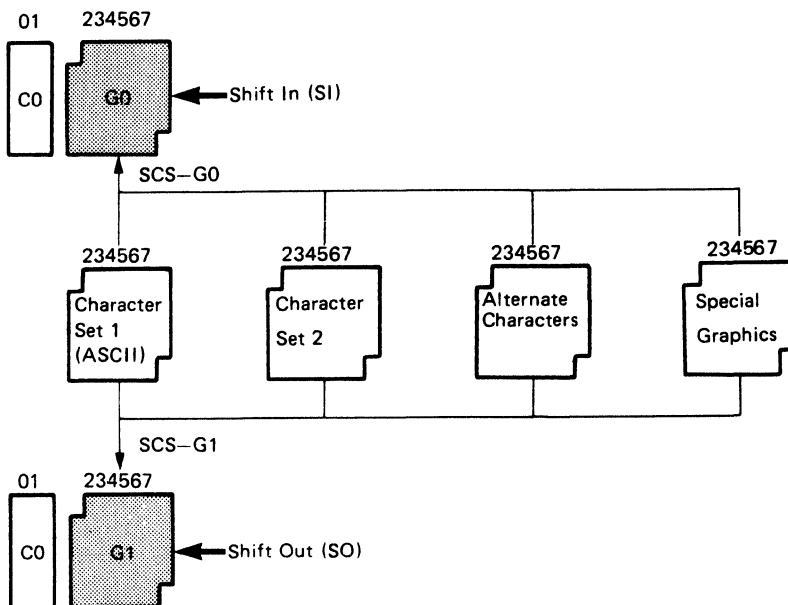 01 234567
C0 G0 Shift In (SI)
SCS–G0
234567 234567 234567 234567
Character Set 1 (ASCII)
Character Set 2
Alternate Characters
Special Graphics
SCS–G1
01 234567
C0 G1 Shift Out (SO)